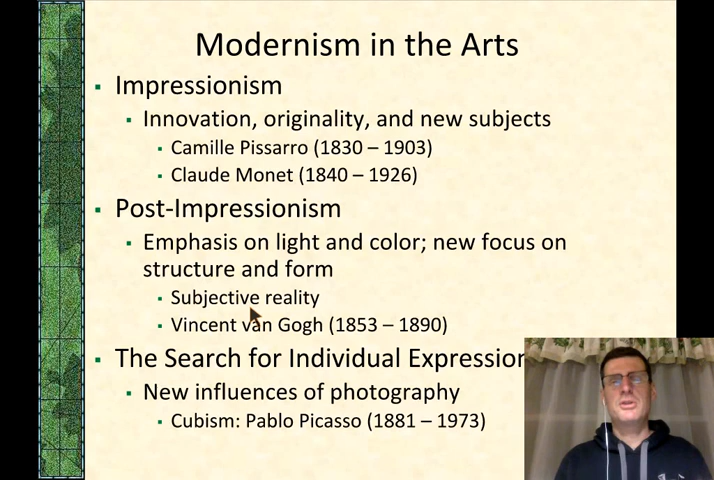 Modernism in the Arts
Impressionism
Innovation, originality, and new subjects
Camille Pissarro (1830 – 1903)
Claude Monet (1840 – 1926)
Post-Impressionism
Emphasis on light and color; new focus on
structure and form
Subjective reality
Vincent van Gogh (1853 – 1890)
The Search for Individual Expression
New influences of photography
Cubism: Pablo Picasso (1881 – 1973)